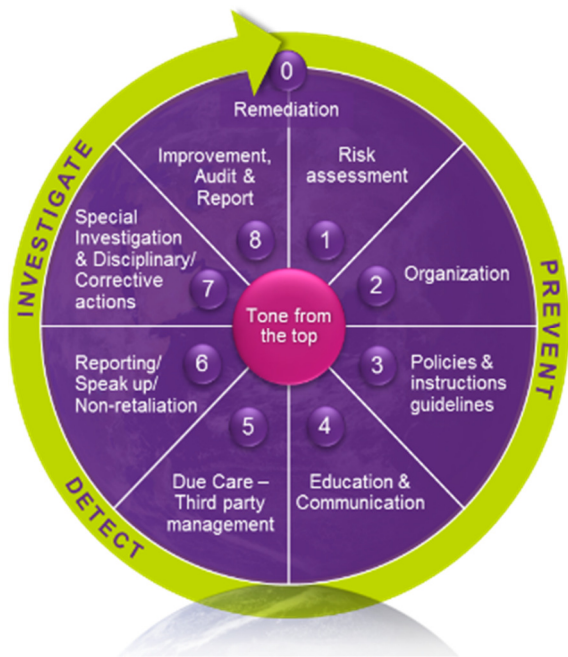 0
Remediation
Risk
assessment
1
Organization
2
Policies &
instructions
guidelines
3
Education &
Communication
4
Due Care –
Third party
management
5
Reporting/
Speak up/
Non-retaliation
6
Special
Investigation
& Disciplinary/
Corrective
actions
7
Improvement,
Audit &
Report
8
Tone from
the top
PREVENT
DETECT
INVESTIGATE